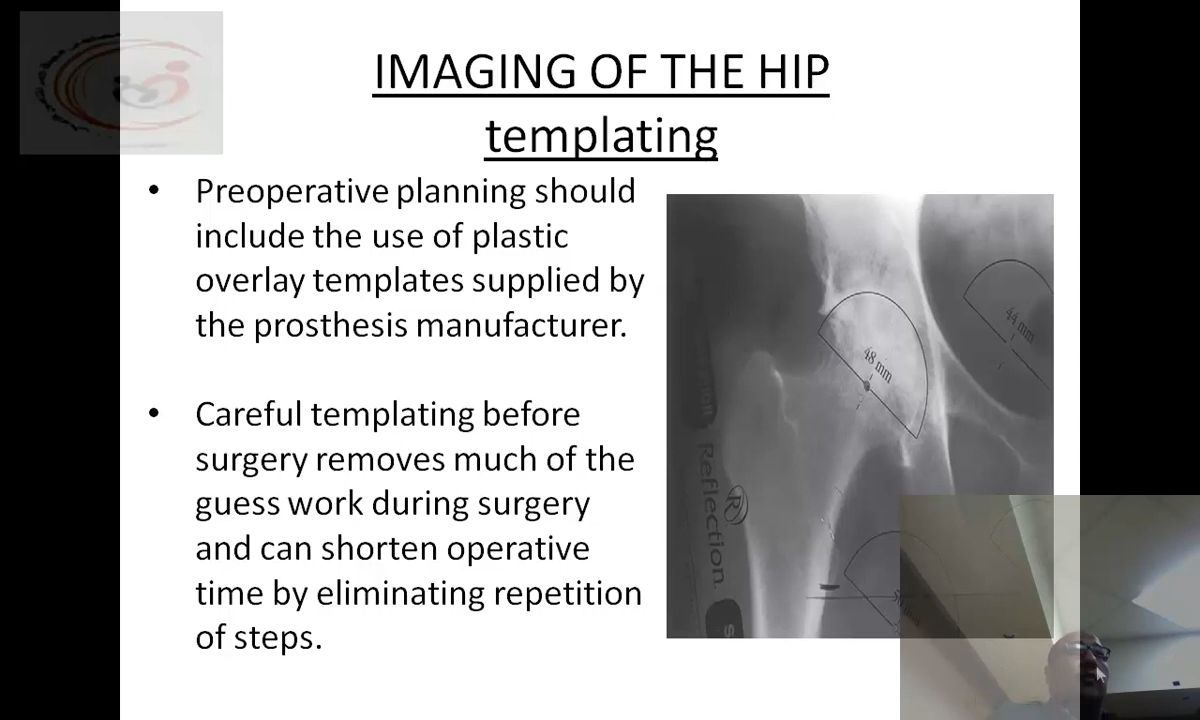 IMAGING OF THE HIP
templating
• Preoperative planning should
include the use of plastic
overlay templates supplied by
the prosthesis manufacturer.
• Careful templating before
surgery removes much of the
guess work during surgery
and can shorten operative
time by eliminating repetition
of steps.
48 mm
44 mm
Reflection
R